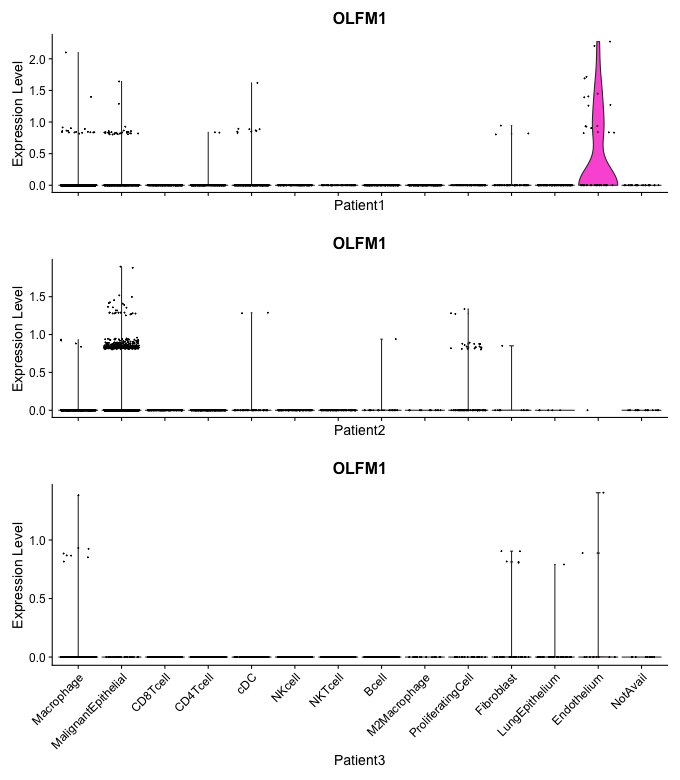 OLFM1
Expression Level
2.0
1.5
1.0
0.5
0.0
Patient1
OLFM1
Expression Level
1.5
1.0
0.5
0.0
Patient2
OLFM1
Expression Level
1.0
0.5
0.0
Macrophage
MalignantEpithelial
CD8Tcell
CD4Tcell
cDC
NKcell
NKTcell
Bcell
M2Macrophage
ProliferatingCell
Fibroblast
LungEpithelium
Endothelium
NotAvail
Patient3